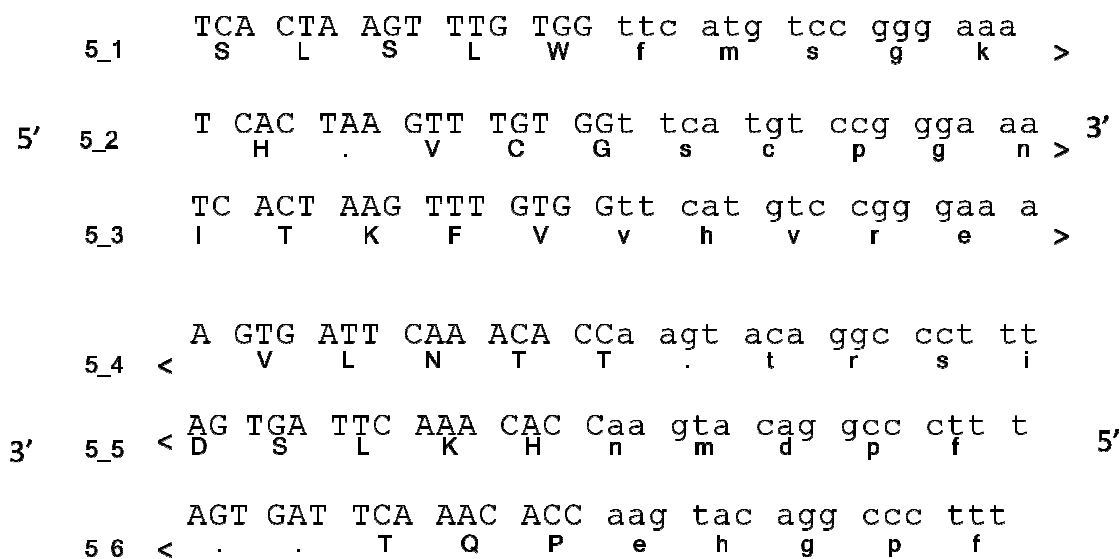 TCA CTA AGT TTG TGG ttc atg tcc ggg aaa
5_1 S L S L W f m s g k >
T CAC TAA GTT TGT GGt tca tgt ccg gga aa
5' 5_2 H . V C G s c p g n > 3'
TC ACT AAG TTT GTG Gtt cat gtc cgg gaa a
5_3 I T K F V v h v r e >
A GTG ATT CAA ACA CCa agt aca ggc cct tt
5_4 < V L N T T . t r s i
AG TGA TTC AAA CAC Caa gta cag gcc ctt t
3' 5_5 < D S L K H n m d p f 5'
AGT GAT TCA AAC ACC aag tac agg ccc ttt
5_6 < . . T Q P e h g p f